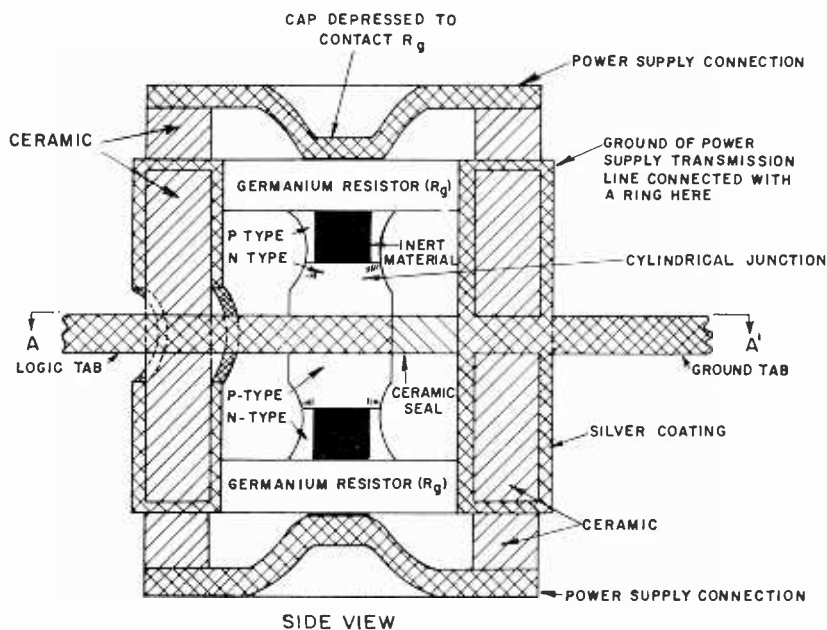 CAP DEPRESSED TO
CONTACT Rg
POWER SUPPLY CONNECTION
CERAMIC
GROUND OF POWER
SUPPLY TRANSMISSION
LINE CONNECTED WITH
A RING HERE
GERMANIUM RESISTOR (Rg)
P TYPE
N TYPE
INERT
MATERIAL
CYLINDRICAL JUNCTION
A
A'
LOGIC TAB
GROUND TAB
P-TYPE
N-TYPE
CERAMIC
SEAL
SILVER COATING
GERMANIUM RESISTOR (Rg)
CERAMIC
POWER SUPPLY CONNECTION
SIDE VIEW